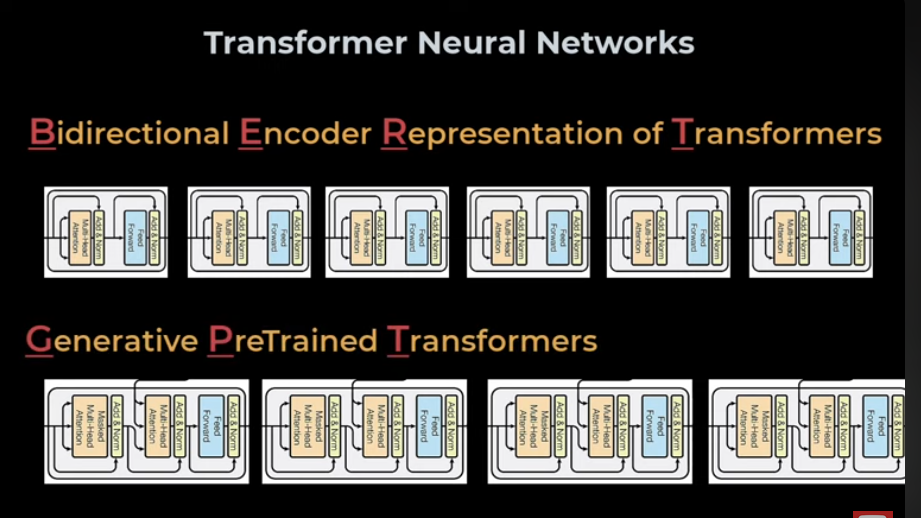 Transformer Neural Networks
Bidirectional Encoder Representation of Transformers
Multi-Head Attention
Add & Norm
Feed Forward
Add & Norm
Multi-Head Attention
Add & Norm
Feed Forward
Add & Norm
Multi-Head Attention
Add & Norm
Feed Forward
Add & Norm
Multi-Head Attention
Add & Norm
Feed Forward
Add & Norm
Multi-Head Attention
Add & Norm
Feed Forward
Add & Norm
Multi-Head Attention
Add & Norm
Feed Forward
Add & Norm
Generative PreTrained Transformers
Masked Multi-Head Attention
Add & Norm
Multi-Head Attention
Add & Norm
Feed Forward
Add & Norm
Masked Multi-Head Attention
Add & Norm
Multi-Head Attention
Add & Norm
Feed Forward
Add & Norm
Masked Multi-Head Attention
Add & Norm
Multi-Head Attention
Add & Norm
Feed Forward
Add & Norm
Masked Multi-Head Attention
Add & Norm
Multi-Head Attention
Add & Norm
Feed Forward
Add & Norm